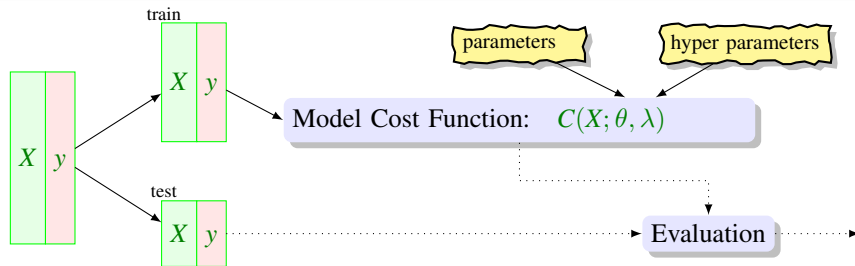 train
parameters
hyper parameters
X y
Model Cost Function: C(X; θ, λ)
X y
test
X y
Evaluation